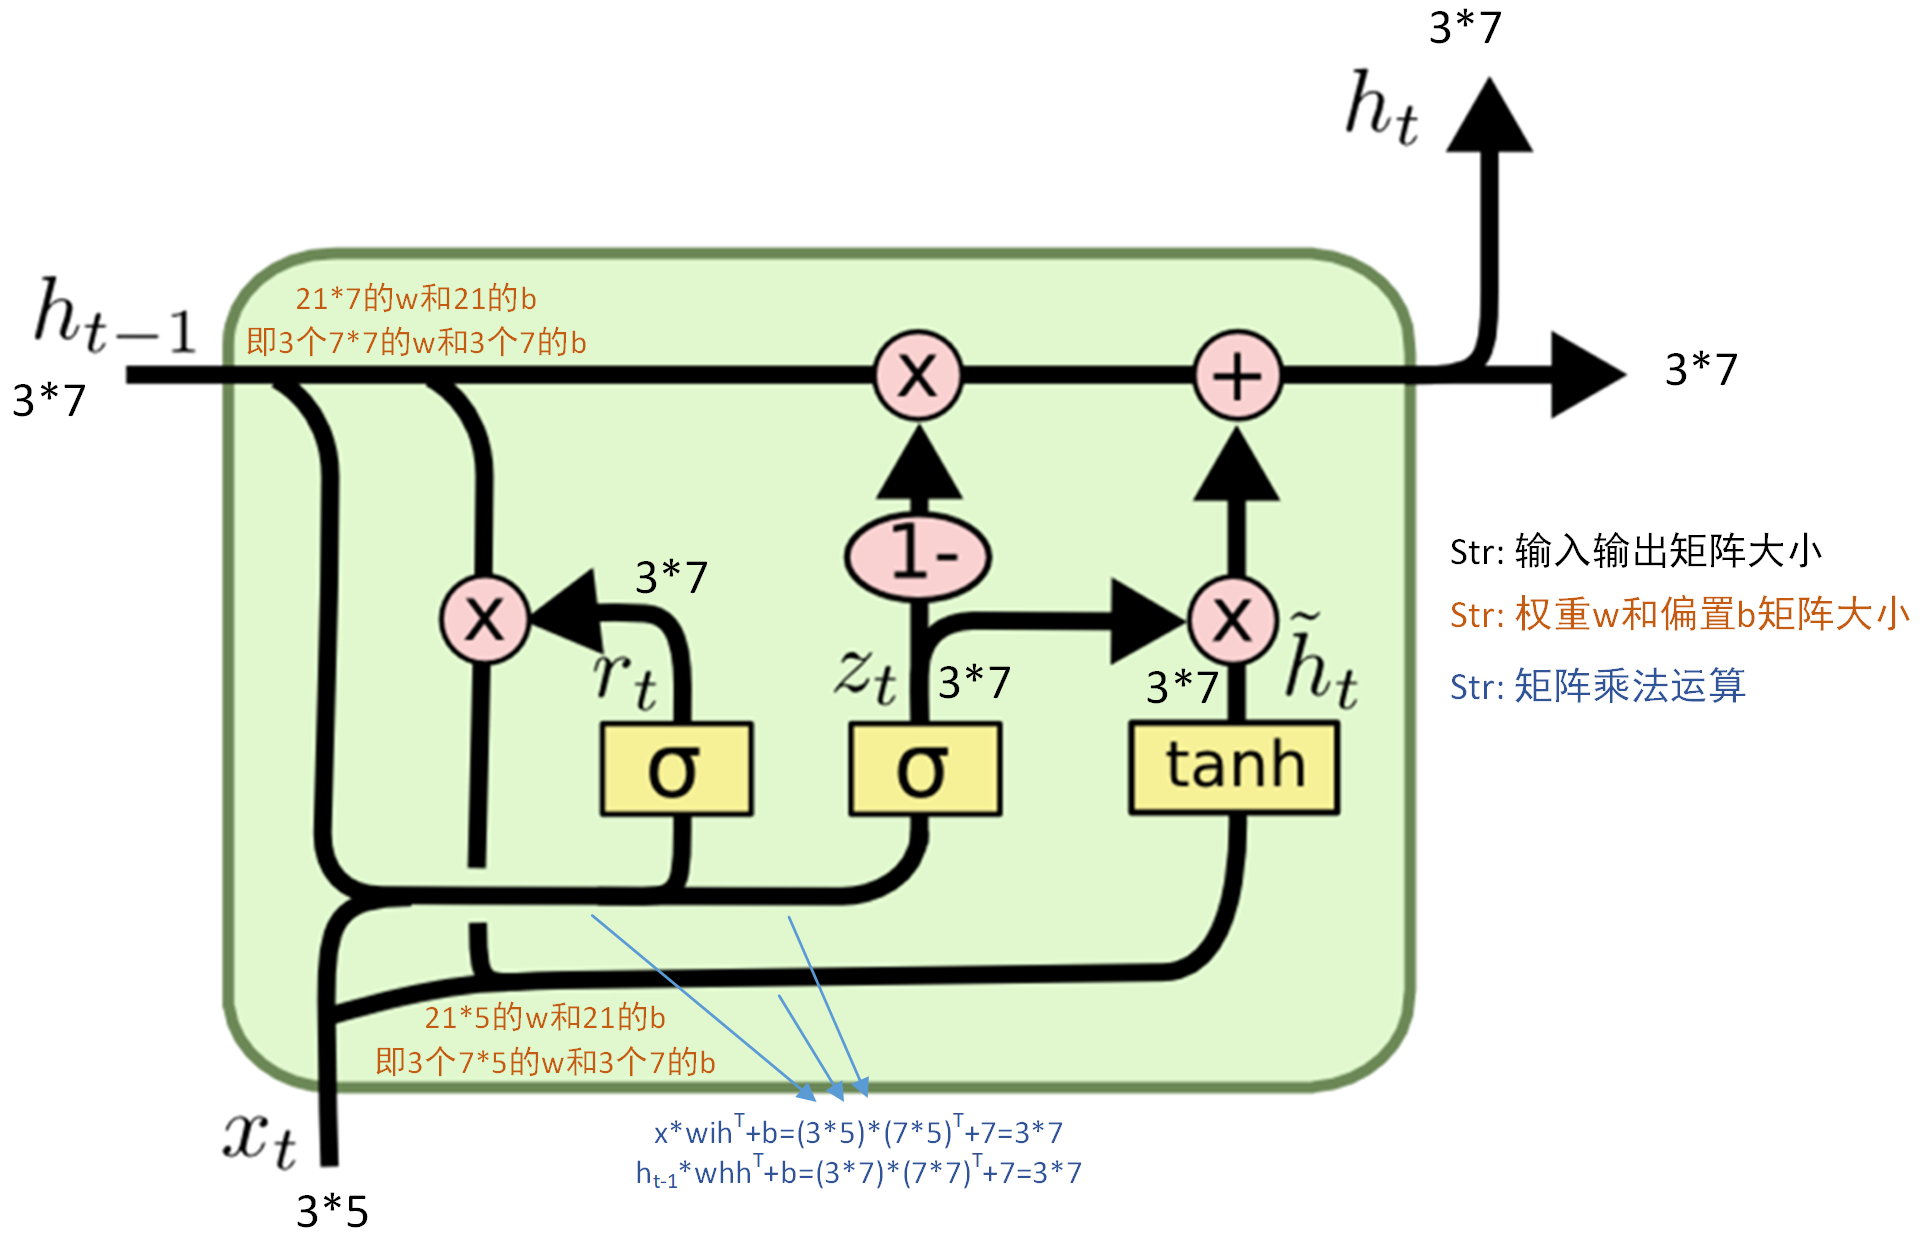 3*7
h_t
h_{t-1}
3*7
21*7的w和21的b
即3个7*7的w和3个7的b
x
+
3*7
1-
Str: 输入输出矩阵大小
Str: 权重w和偏置b矩阵大小
Str: 矩阵乘法运算
x
3*7
r_t
z_t
3*7
x
3*7
h̃_t
σ
σ
tanh
21*5的w和21的b
即3个7*5的w和3个7的b
x_t
3*5
x*wih^T+b=(3*5)*(7*5)^T+7=3*7
h_{t-1}*whh^T+b=(3*7)*(7*7)^T+7=3*7